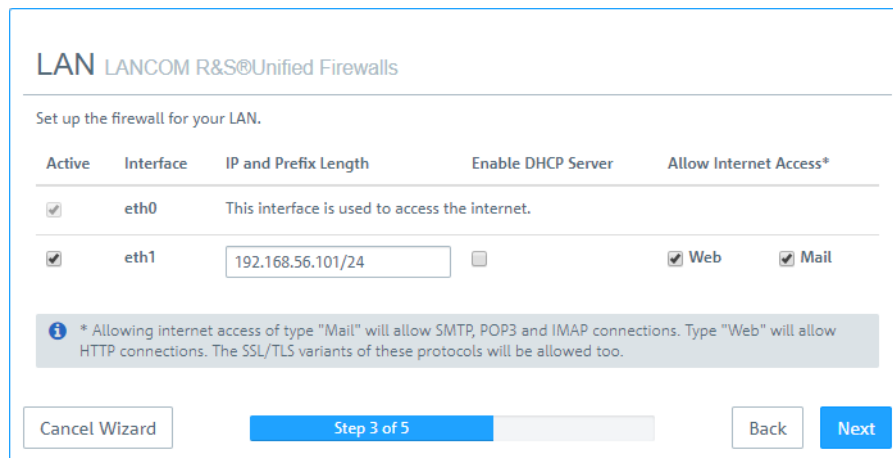 LAN LANCOM R&S®Unified Firewalls
Set up the firewall for your LAN.
Active Interface IP and Prefix Length Enable DHCP Server Allow Internet Access*
eth0 This interface is used to access the internet.
eth1 192.168.56.101/24 Web Mail
* Allowing internet access of type "Mail" will allow SMTP, POP3 and IMAP connections. Type "Web" will allow
HTTP connections. The SSL/TLS variants of these protocols will be allowed too.
Cancel Wizard Step 3 of 5 Back Next